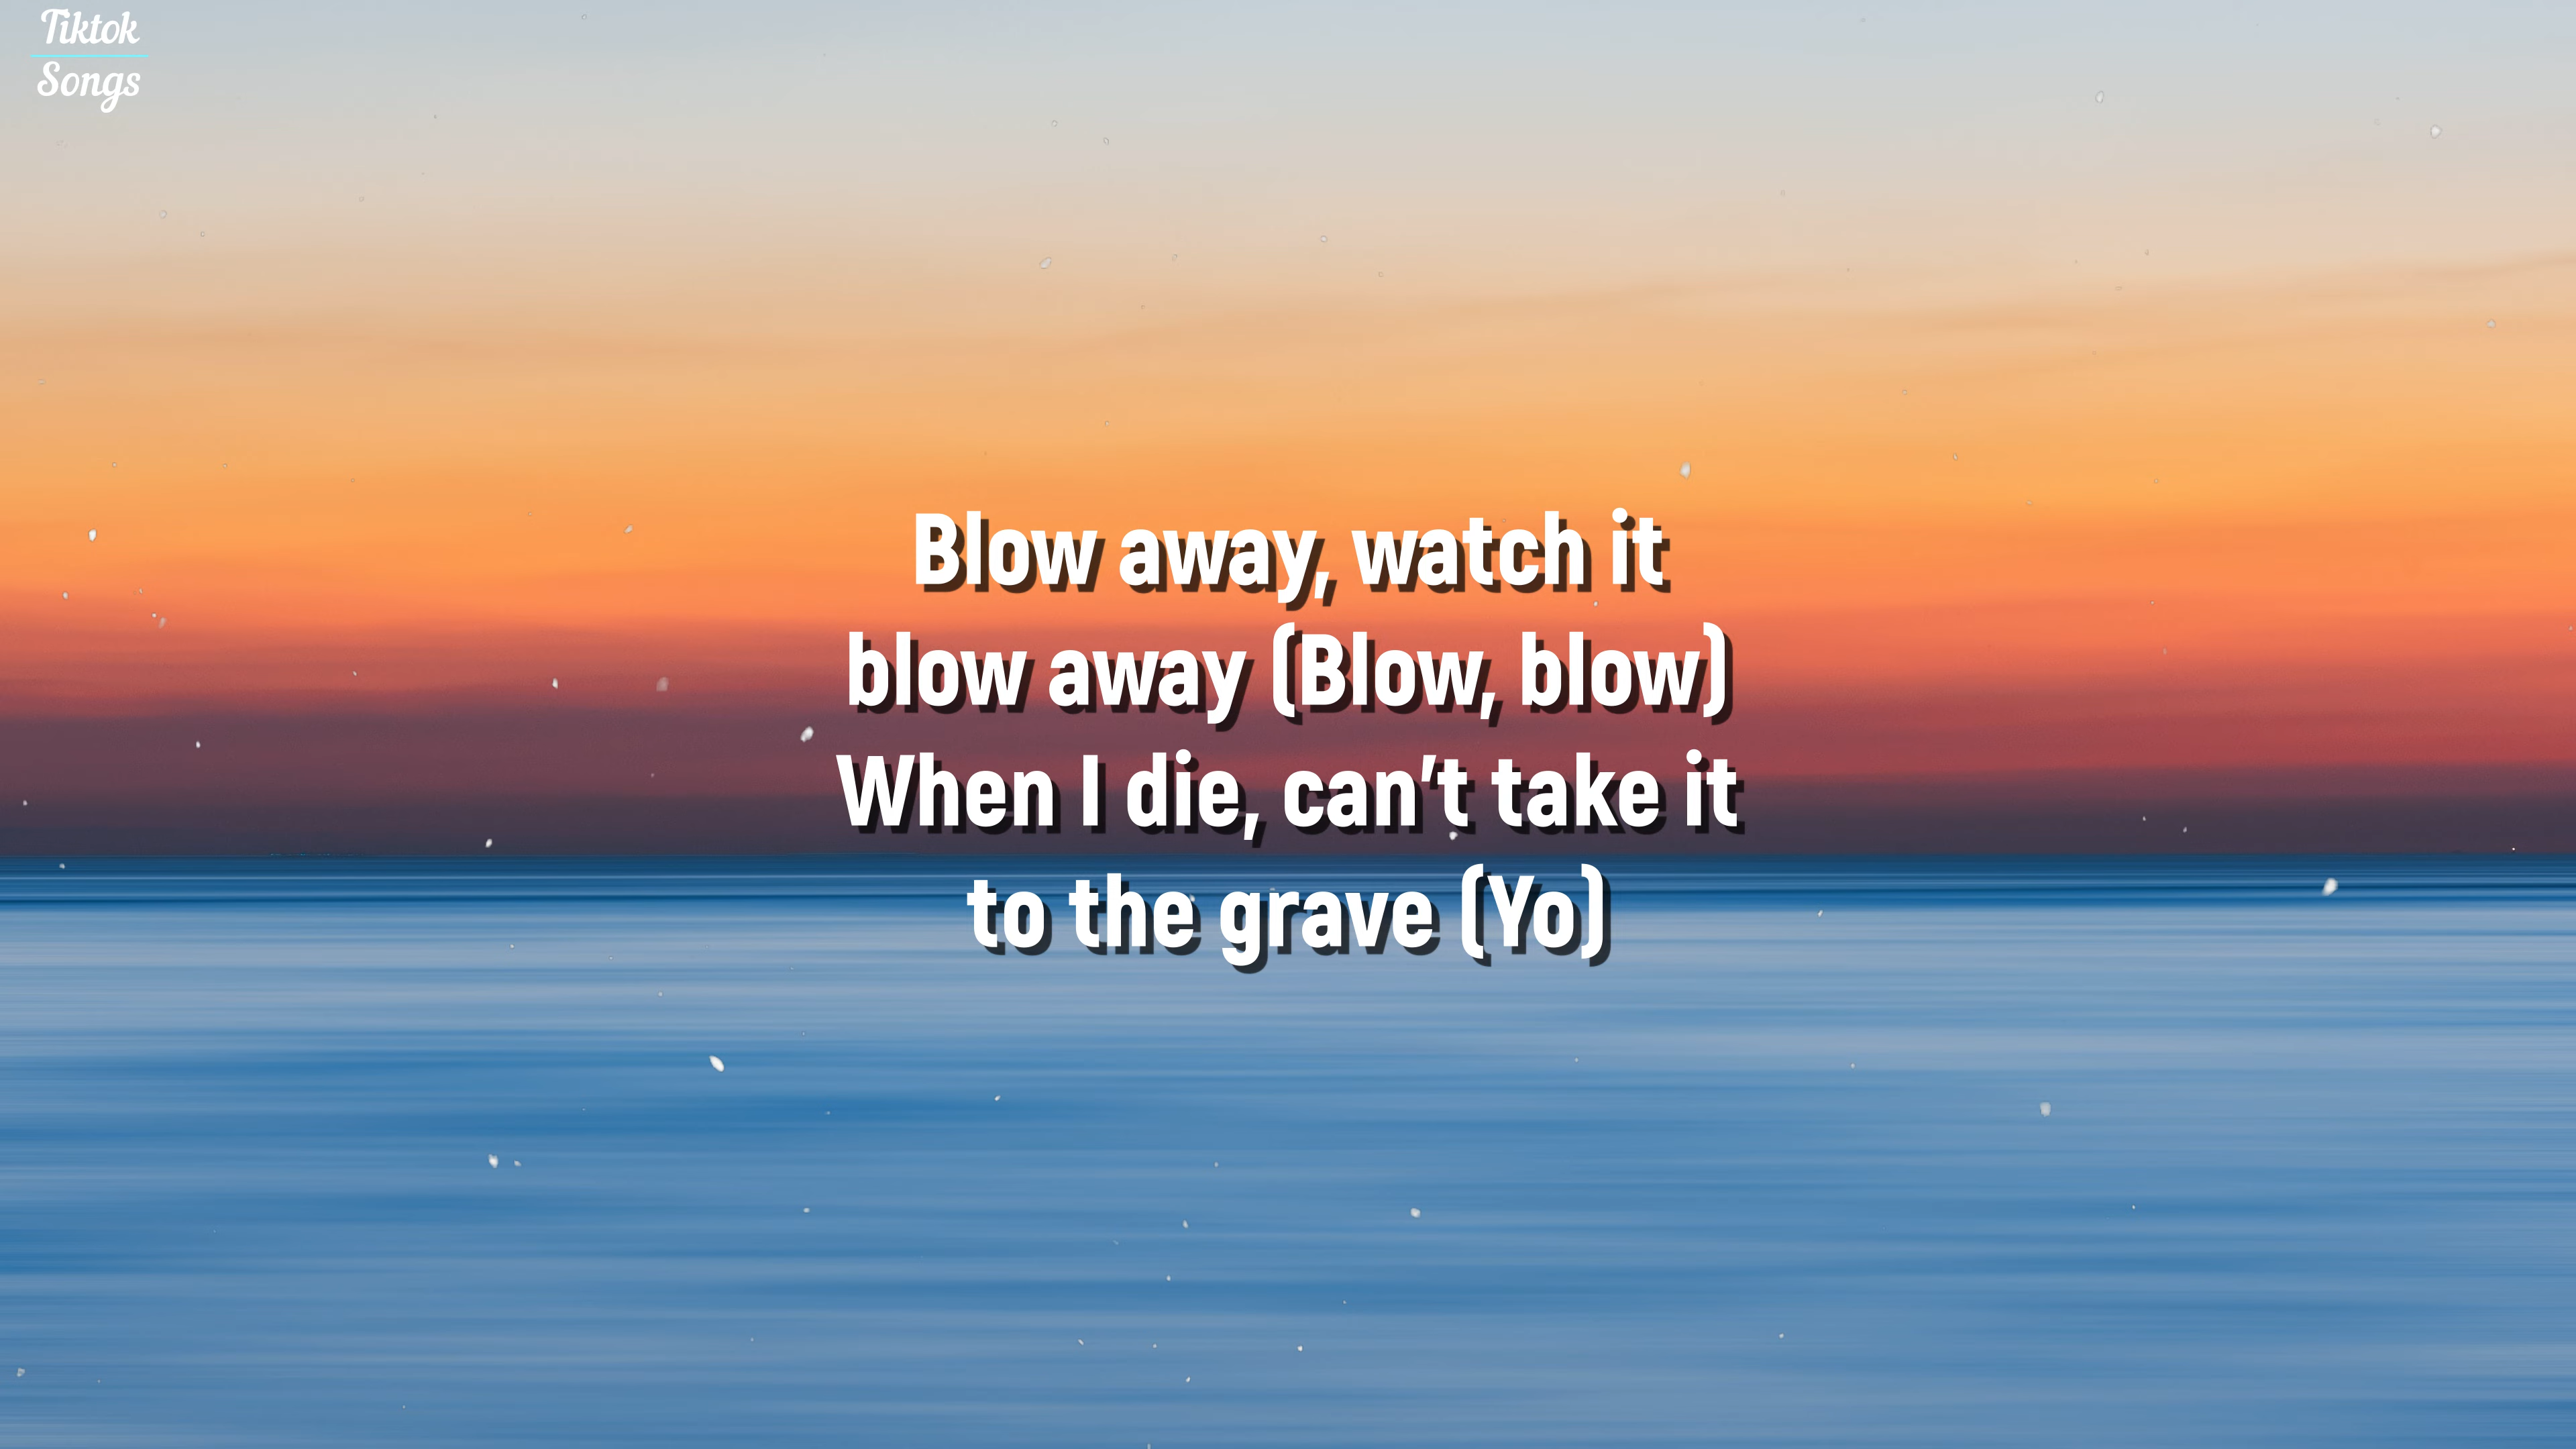 Tiktok
Songs
Blow away, watch it
blow away (Blow, blow)
When I die, can't take it
to the grave (Yo)